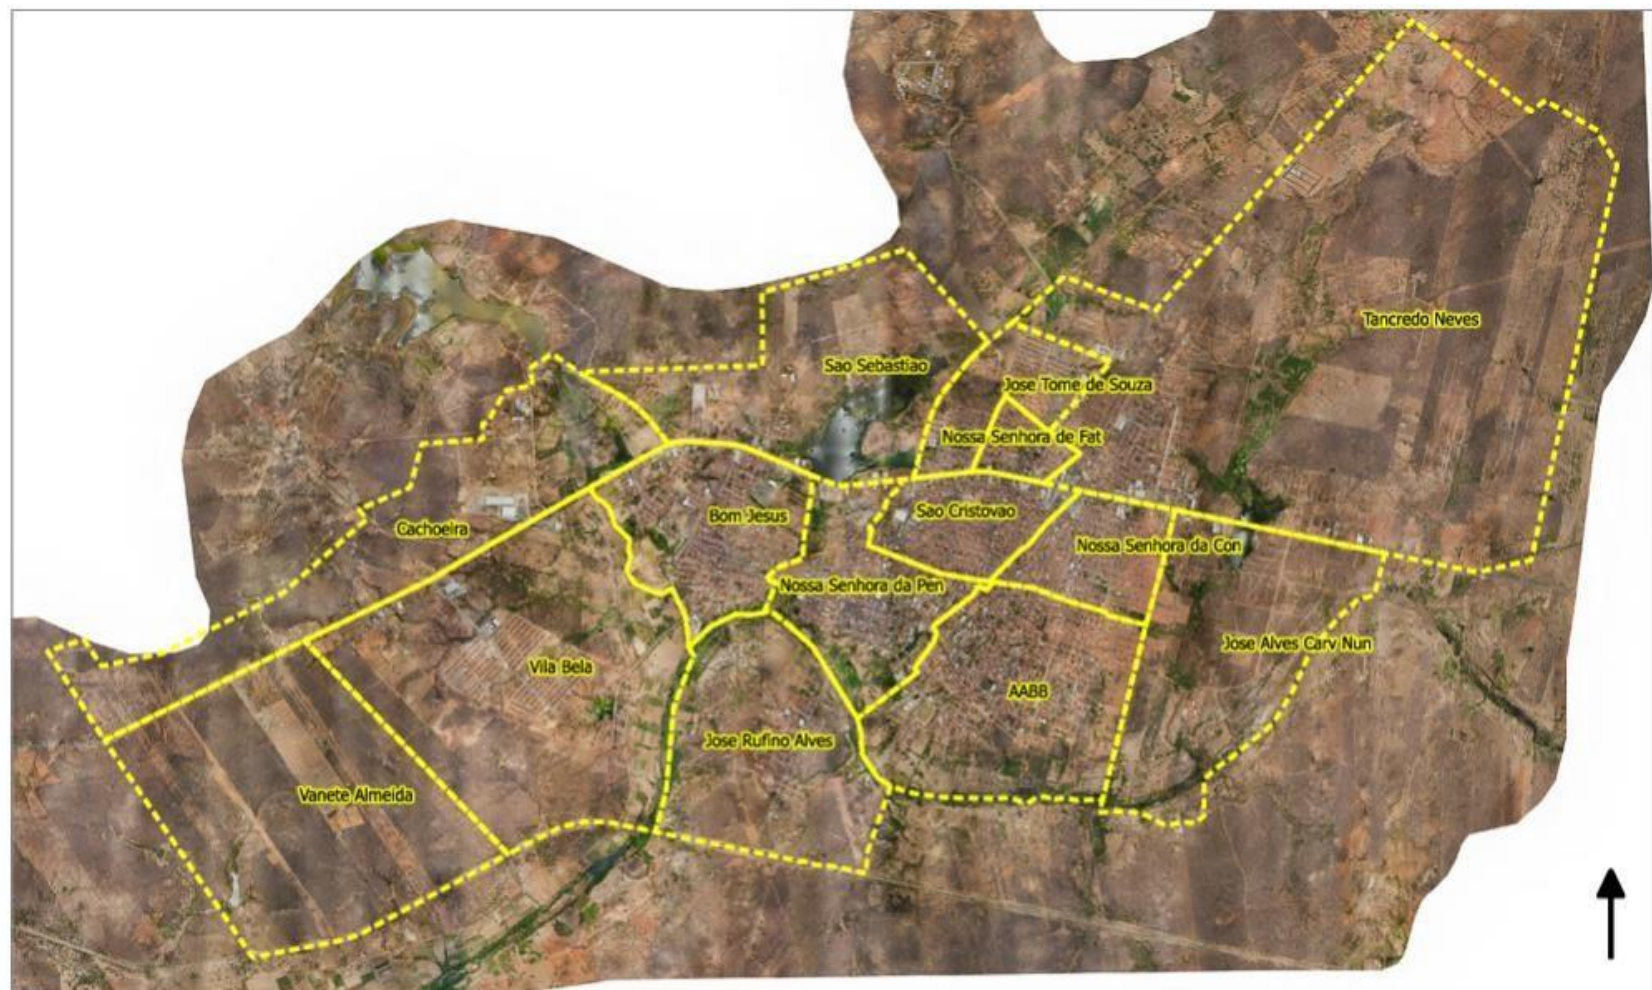 Tancredo Neves
Sao Sebastiao
Jose Tome de Souza
Nossa Senhora de Fat
Sao Cristovao
Bom Jesus
Cachoeira
Nossa Senhora da Con
Nossa Senhora da Pen
Jose Alves Carv Nun
Vila Bela
AABB
Jose Rufino Alves
Vanete Almeida